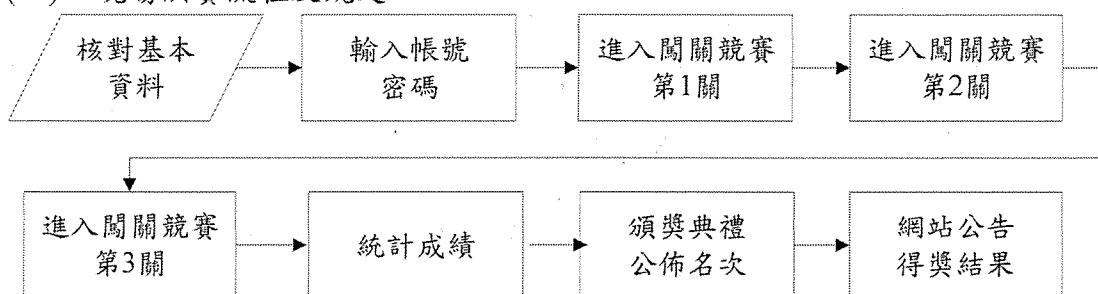 核對基本
資料
輸入帳號
密碼
進入闖關競賽
第1關
進入闖關競賽
第2關
進入闖關競賽
第3關
統計成績
頒獎典禮
公佈名次
網站公告
得獎結果